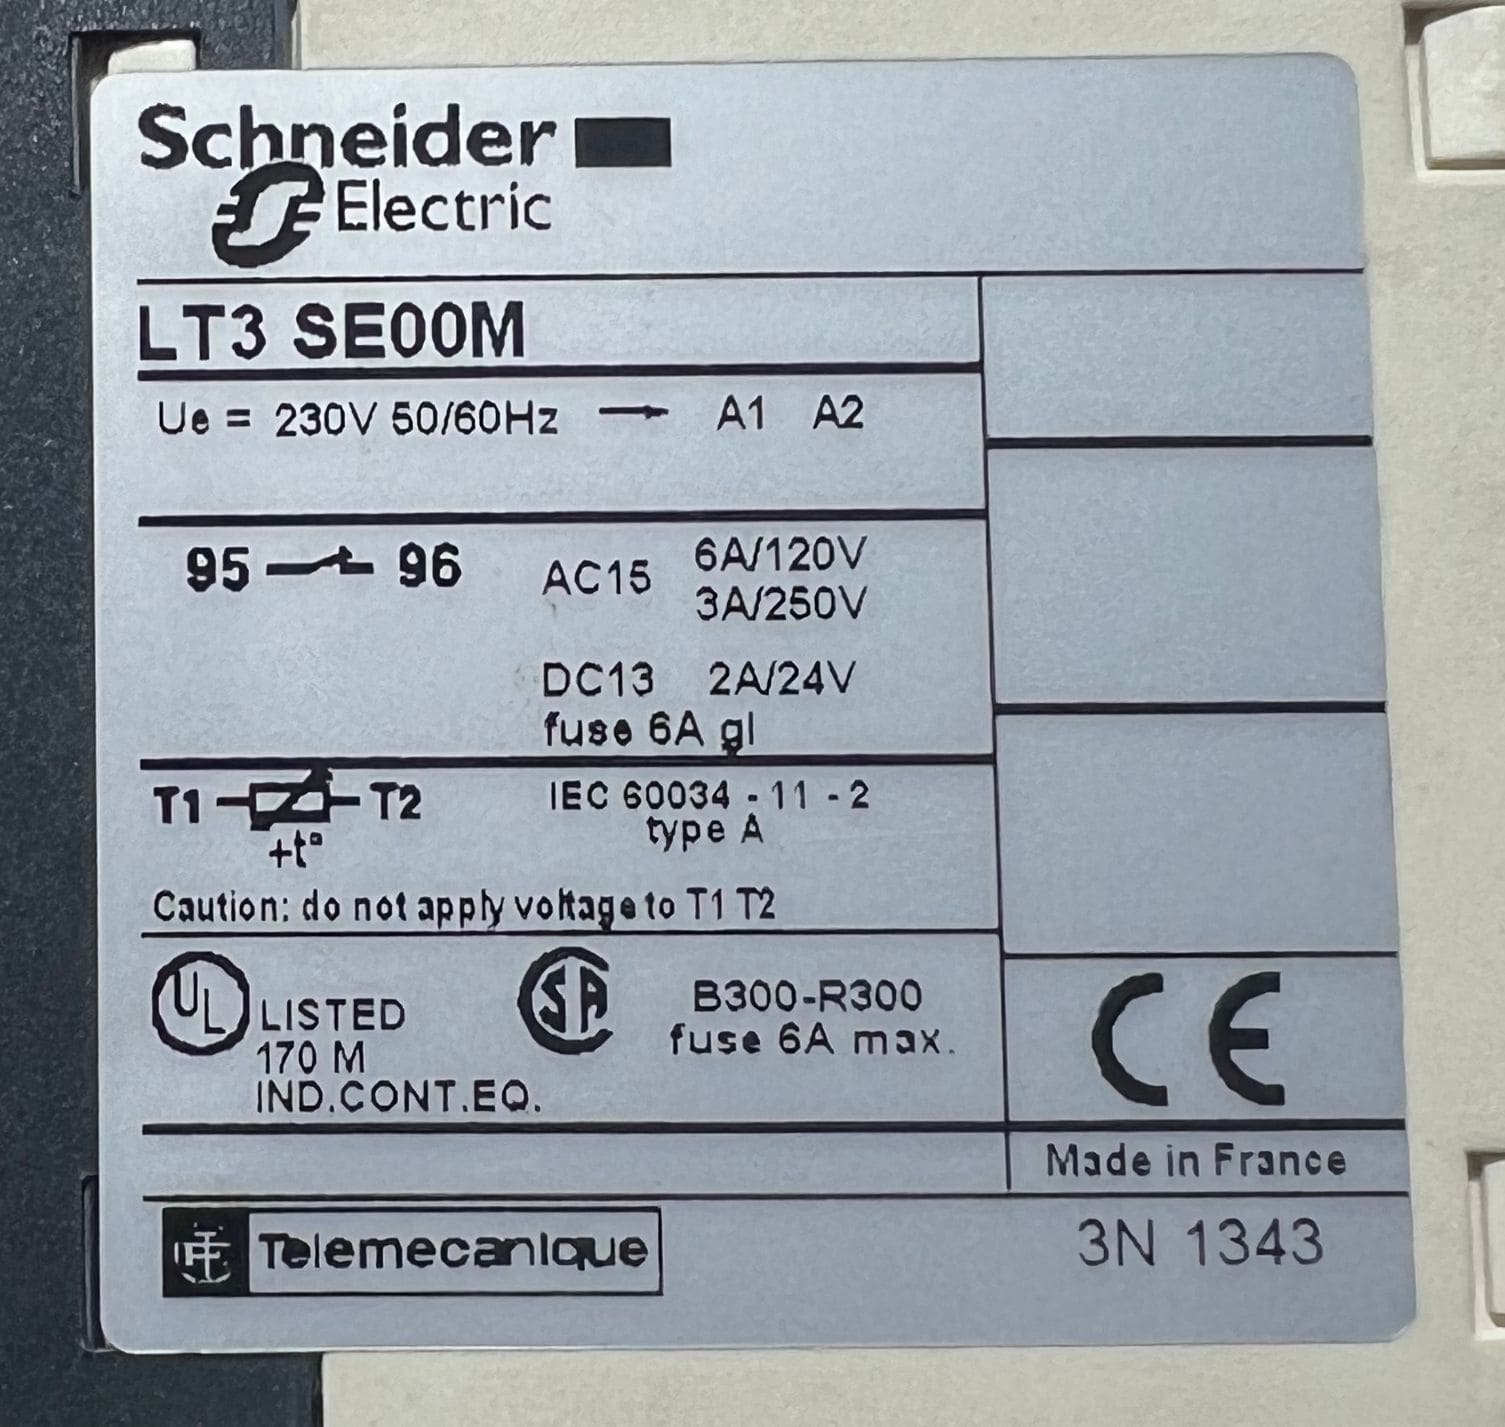 Schneider
Electric
LT3 SE00M
Ue = 230V 50/60Hz → A1 A2
95 96 AC15 6A/120V
3A/250V
DC13 2A/24V
fuse 6A gl
T1 T2 IEC 60034 - 11 - 2
+t° type A
Caution: do not apply voltage to T1 T2
UL LISTED SA B300-R300
170 M fuse 6A max.
IND.CONT.EQ.
CE
Made in France
Telemecanique 3N 1343